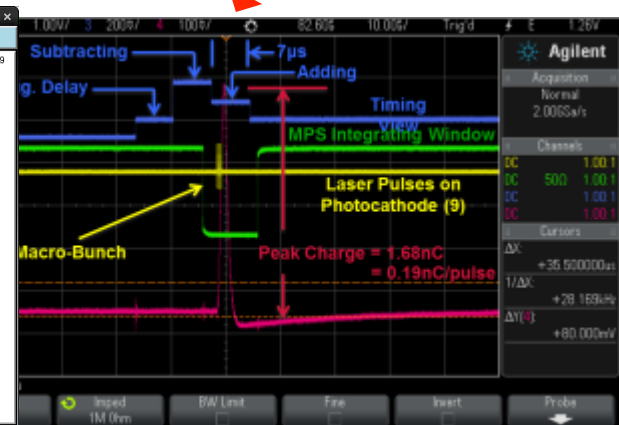 9
1.00V/ 3 200V/ 4 100V/ 82.60s 10.00s/ Trig'd E 1.26V
Subtracting
7µs
Adding
g. Delay
Timing
View
MPS Integrating Window
Laser Pulses on
Photocathode (9)
Macro-Bunch
Peak Charge = 1.68nC
= 0.19nC/pulse
Agilent
Acquisition
Normal
2.00GSa/s
Channels
DC 1.00:1
DC 50Ω 1.00:1
DC 1.00:1
DC 1.00:1
Cursors
ΔX:
+35.500000us
1/ΔX:
+28.169kHz
ΔY(4):
+80.000mV
Imped
1M Ohm
BW Limit
Fine
Invert
Probe